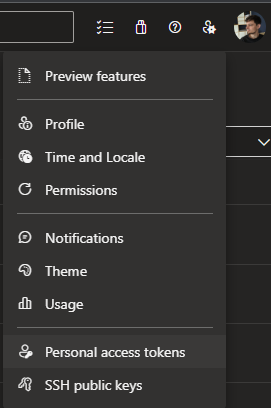 Preview features
Profile
Time and Locale
Permissions
Notifications
Theme
Usage
Personal access tokens
SSH public keys